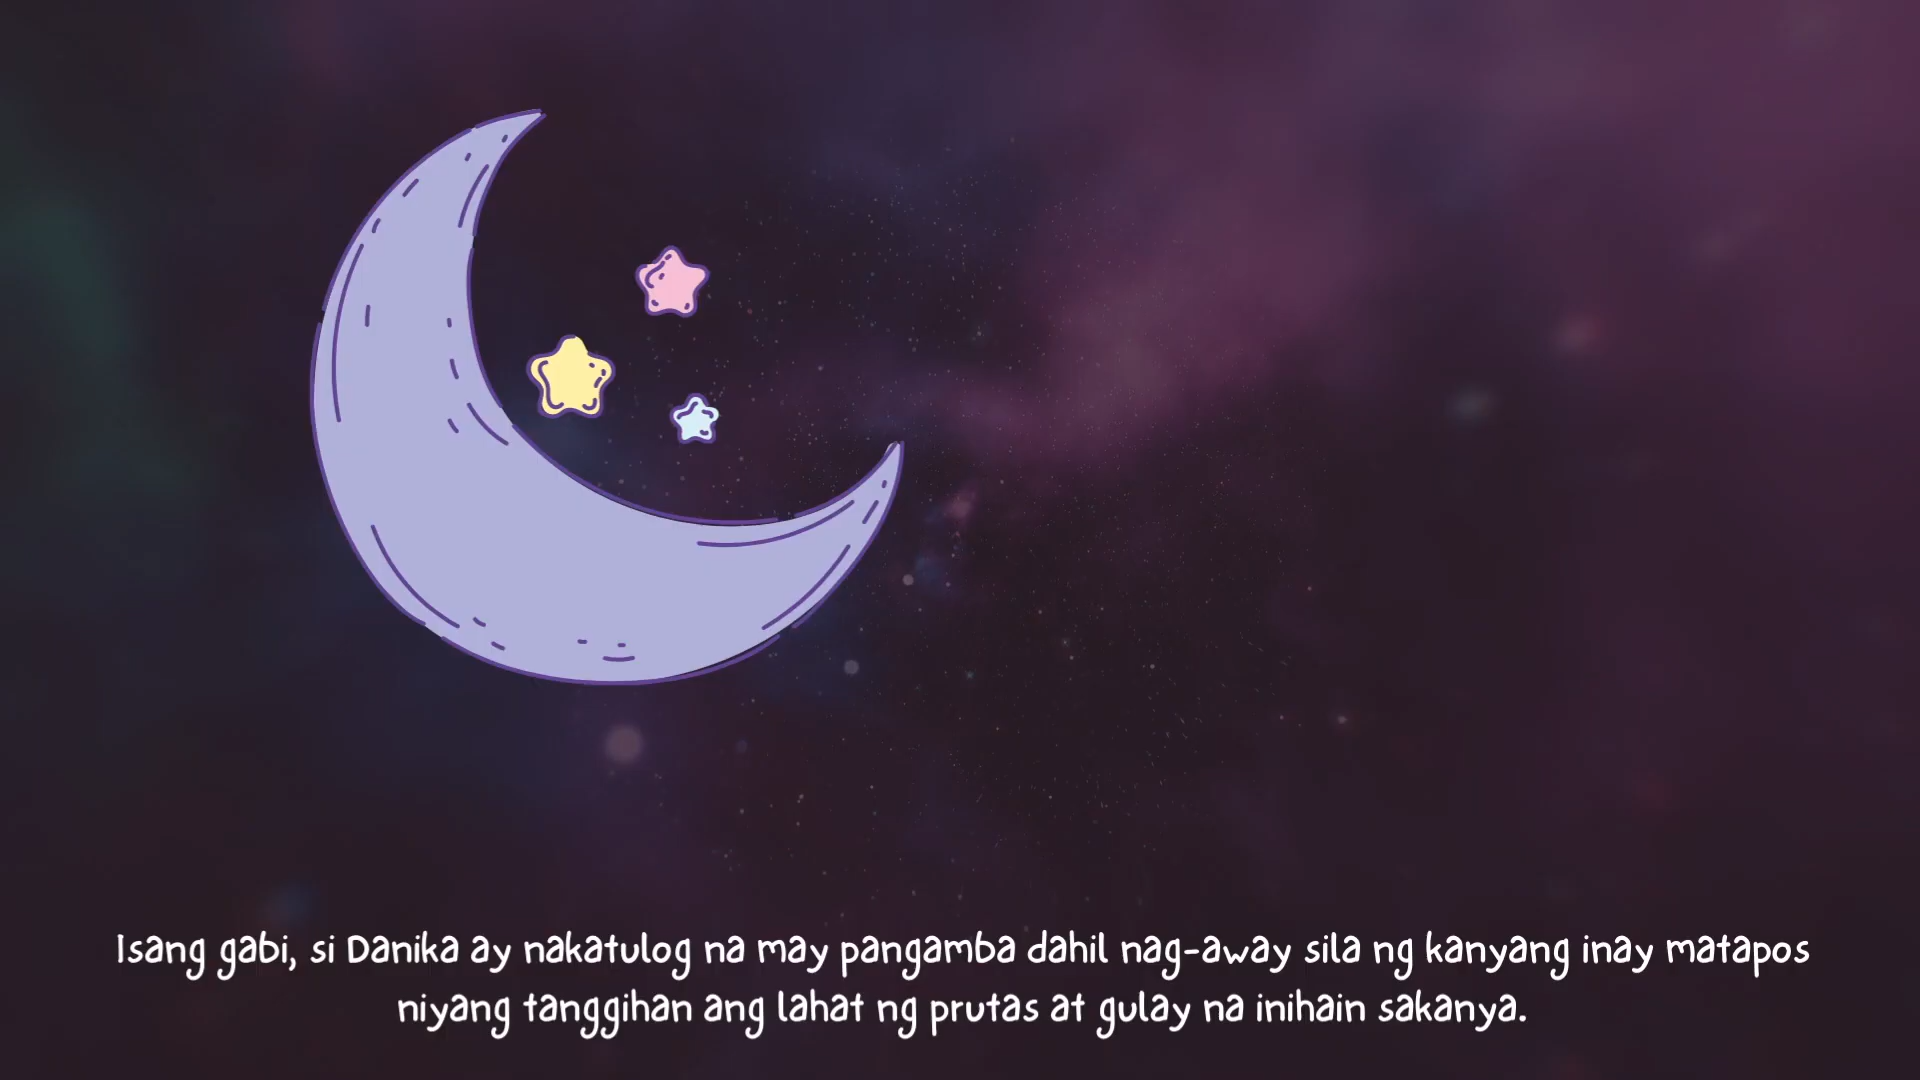 Isang gabi, si Danika ay nakatulog na may pangamba dahil nag-away sila ng kanyang inay matapos
niyang tanggihan ang lahat ng prutas at gulay na inihain sakanya.